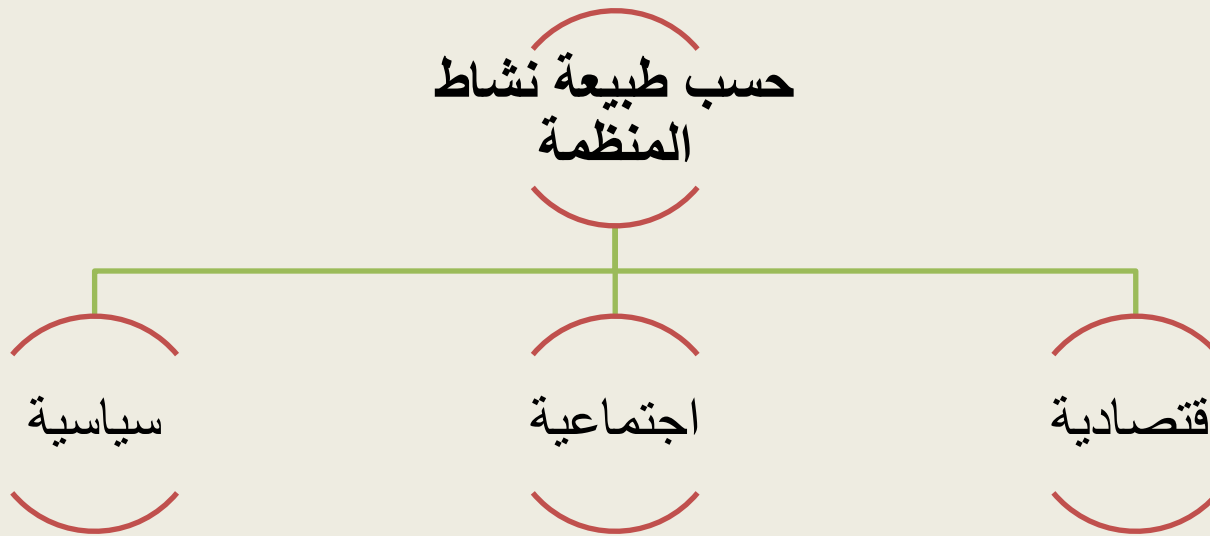 حسب طبيعة نشاط
المنظمة
قتصادية
اجتماعية
سياسية